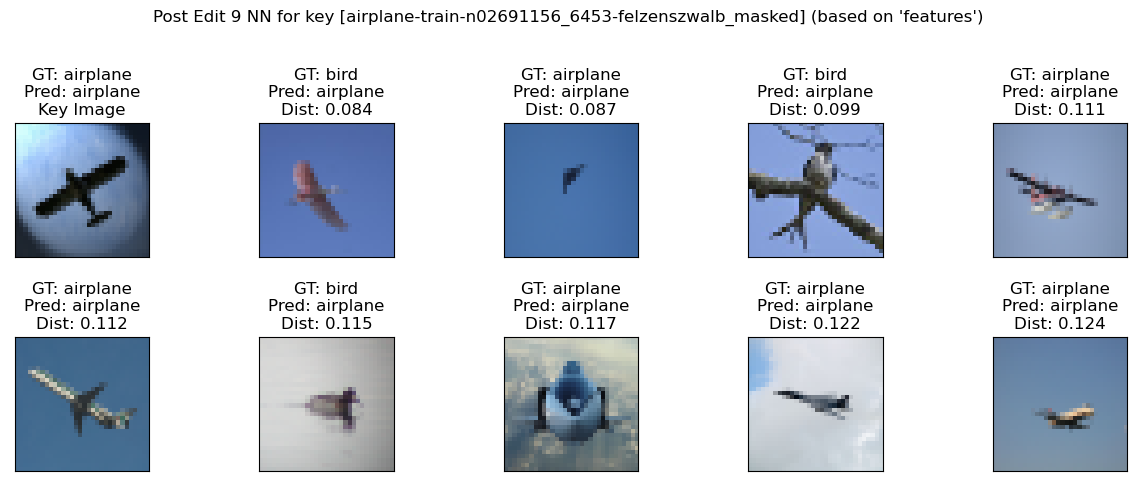 Post Edit 9 NN for key [airplane-train-n02691156_6453-felzenszwalb_masked] (based on 'features')
GT: airplane
Pred: airplane
Key Image
GT: bird
Pred: airplane
Dist: 0.084
GT: airplane
Pred: airplane
Dist: 0.087
GT: bird
Pred: airplane
Dist: 0.099
GT: airplane
Pred: airplane
Dist: 0.111
GT: airplane
Pred: airplane
Dist: 0.112
GT: bird
Pred: airplane
Dist: 0.115
GT: airplane
Pred: airplane
Dist: 0.117
GT: airplane
Pred: airplane
Dist: 0.122
GT: airplane
Pred: airplane
Dist: 0.124